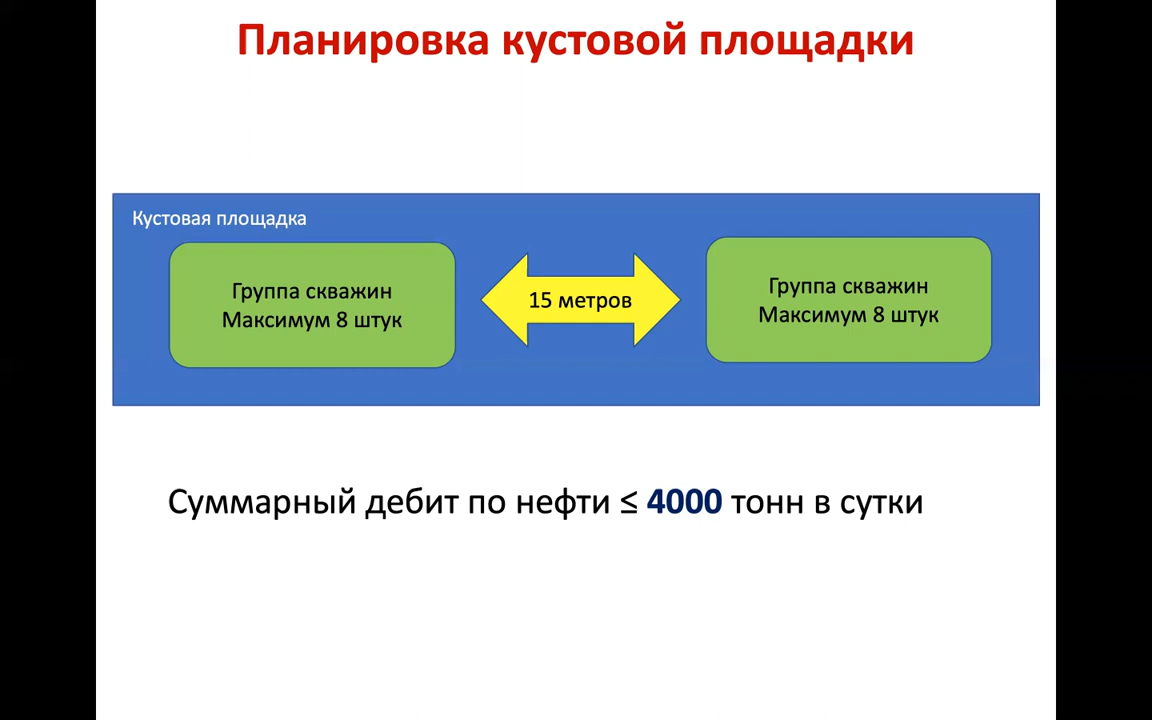 Планировка кустовой площадки
Кустовая площадка
Группа скважин
Максимум 8 штук
15 метров
Группа скважин
Максимум 8 штук
Суммарный дебит по нефти ≤ 4000 тонн в сутки